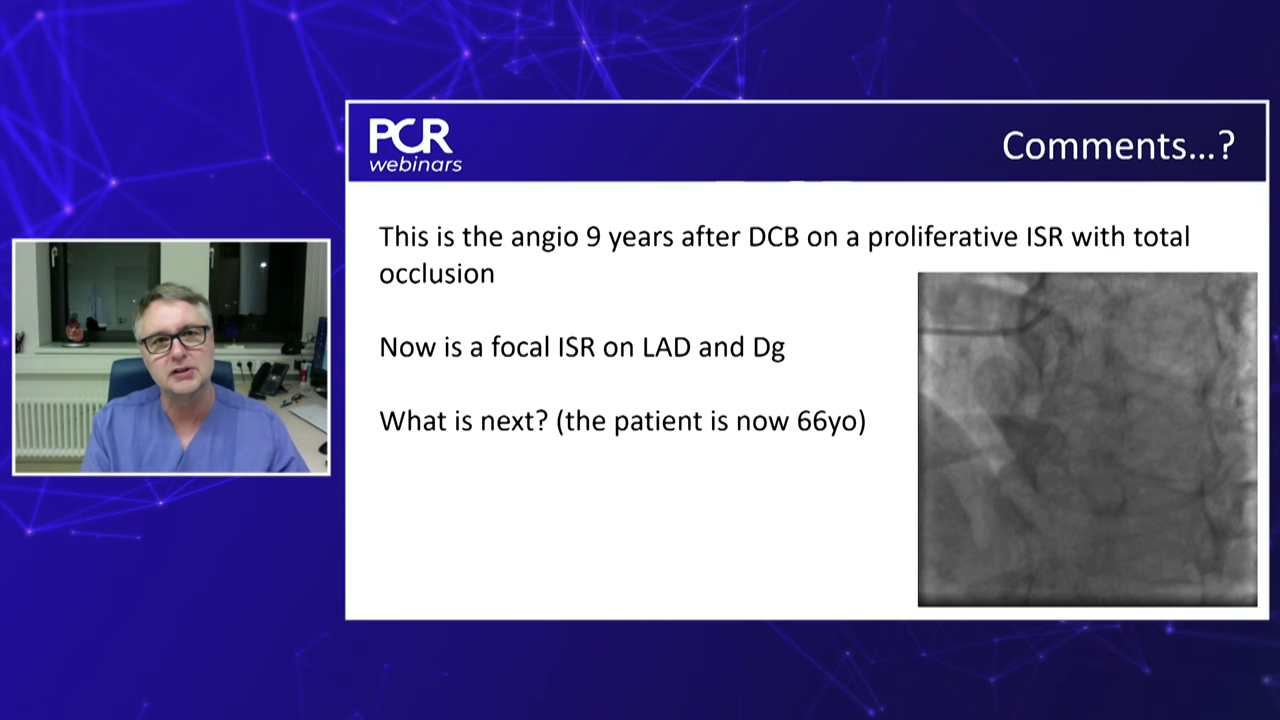 PCR
webinars
Comments...?
This is the angio 9 years after DCB on a proliferative ISR with total
occlusion
Now is a focal ISR on LAD and Dg
What is next? (the patient is now 66yo)